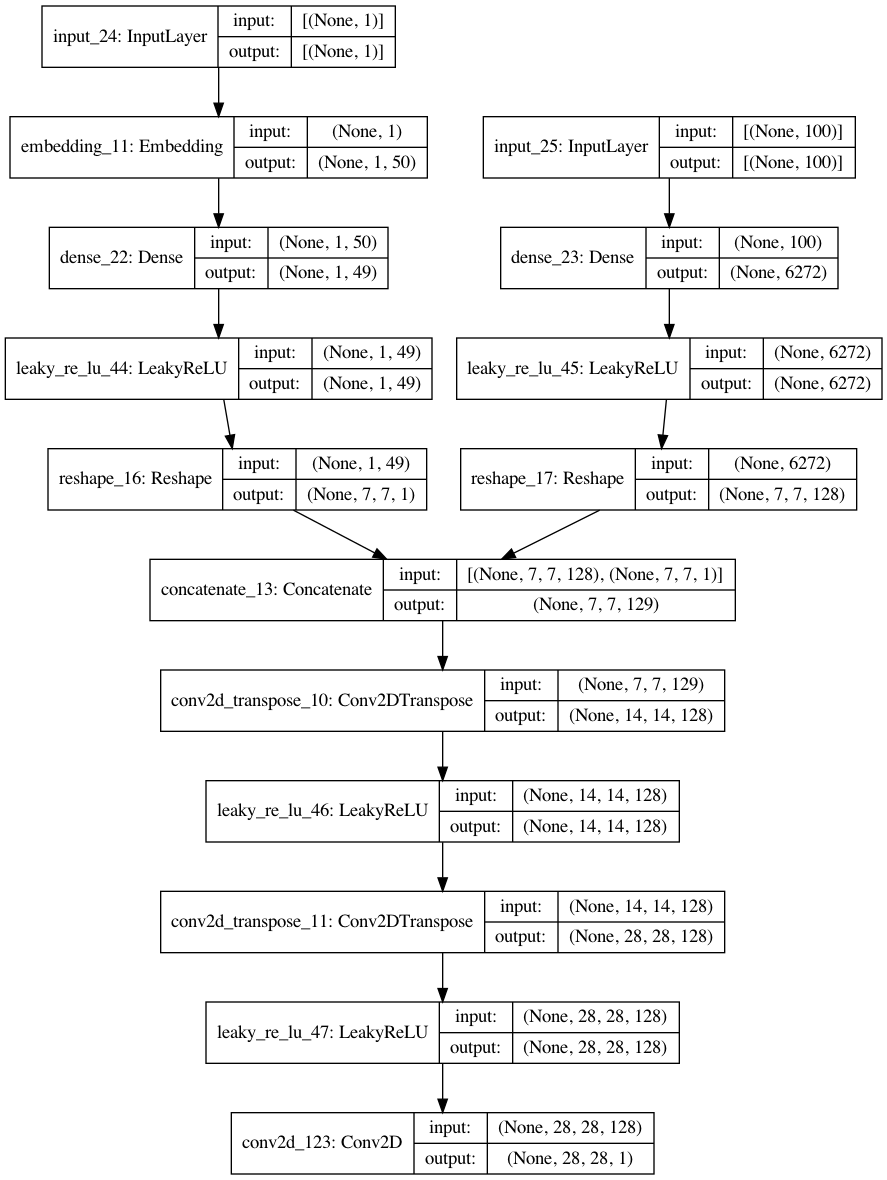 input_24: InputLayer
input: [(None, 1)]
output: [(None, 1)]
embedding_11: Embedding
input: (None, 1)
output: (None, 1, 50)
input_25: InputLayer
input: [(None, 100)]
output: [(None, 100)]
dense_22: Dense
input: (None, 1, 50)
output: (None, 1, 49)
dense_23: Dense
input: (None, 100)
output: (None, 6272)
leaky_re_lu_44: LeakyReLU
input: (None, 1, 49)
output: (None, 1, 49)
leaky_re_lu_45: LeakyReLU
input: (None, 6272)
output: (None, 6272)
reshape_16: Reshape
input: (None, 1, 49)
output: (None, 7, 7, 1)
reshape_17: Reshape
input: (None, 6272)
output: (None, 7, 7, 128)
concatenate_13: Concatenate
input: [(None, 7, 7, 128), (None, 7, 7, 1)]
output: (None, 7, 7, 129)
conv2d_transpose_10: Conv2DTranspose
input: (None, 7, 7, 129)
output: (None, 14, 14, 128)
leaky_re_lu_46: LeakyReLU
input: (None, 14, 14, 128)
output: (None, 14, 14, 128)
conv2d_transpose_11: Conv2DTranspose
input: (None, 14, 14, 128)
output: (None, 28, 28, 128)
leaky_re_lu_47: LeakyReLU
input: (None, 28, 28, 128)
output: (None, 28, 28, 128)
conv2d_123: Conv2D
input: (None, 28, 28, 128)
output: (None, 28, 28, 1)